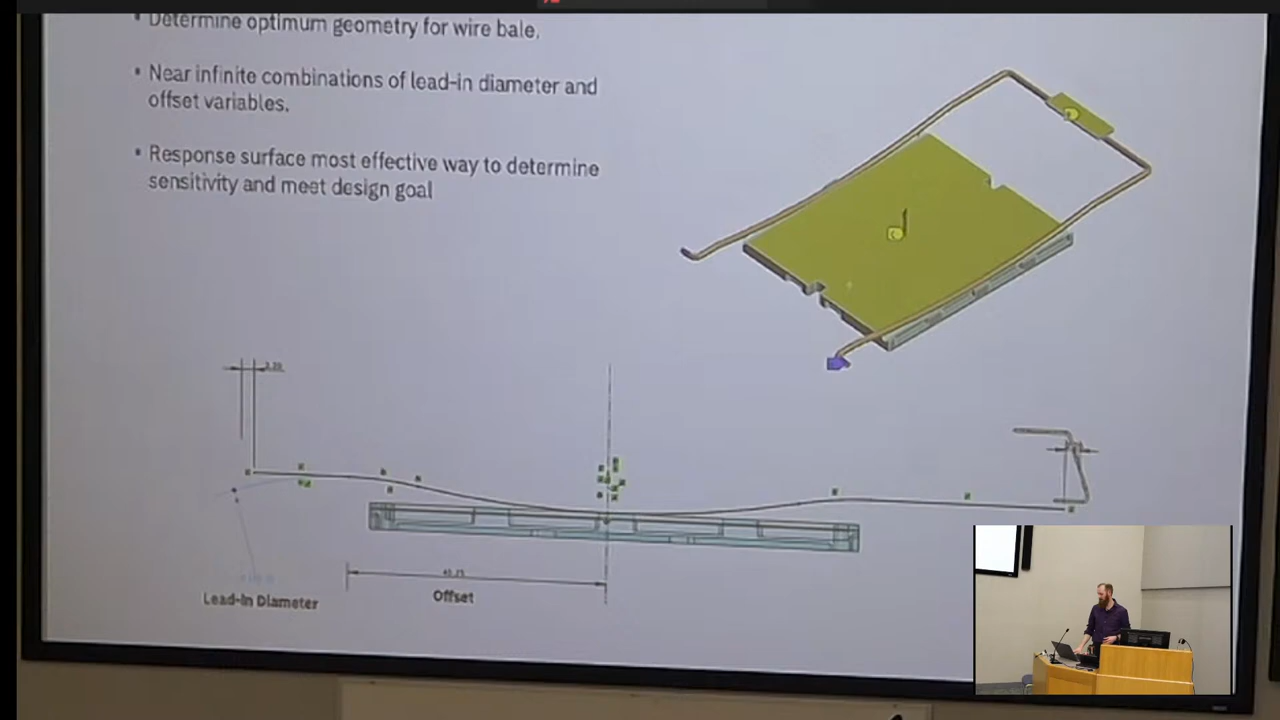 Determine optimum geometry for wire bale.
Near infinite combinations of lead-in diameter and
offset variables.
Response surface most effective way to determine
sensitivity and meet design goal
Lead-In Diameter
Offset